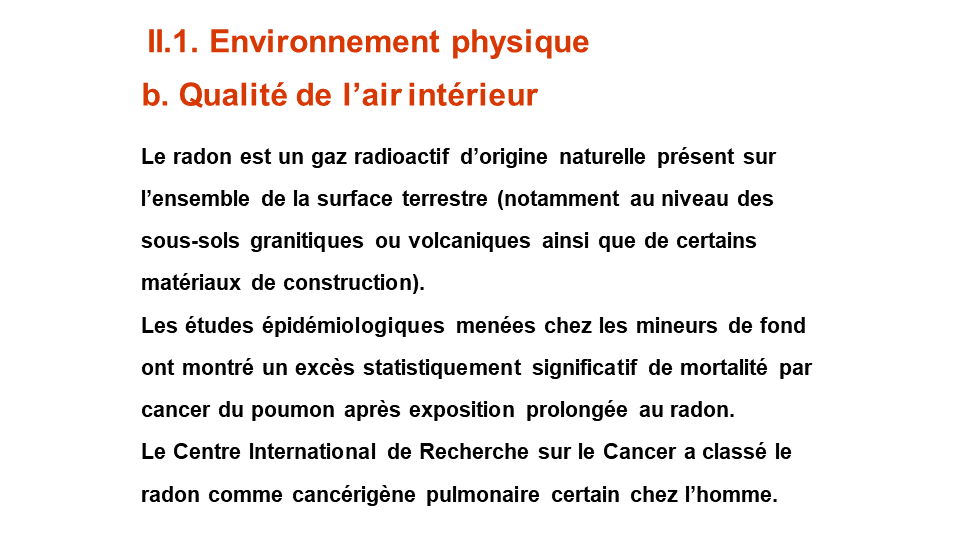 II.1. Environnement physique
b. Qualité de l’air intérieur
Le radon est un gaz radioactif d’origine naturelle présent sur
l’ensemble de la surface terrestre (notamment au niveau des
sous-sols granitiques ou volcaniques ainsi que de certains
matériaux de construction).
Les études épidémiologiques menées chez les mineurs de fond
ont montré un excès statistiquement significatif de mortalité par
cancer du poumon après exposition prolongée au radon.
Le Centre International de Recherche sur le Cancer a classé le
radon comme cancérigène pulmonaire certain chez l’homme.